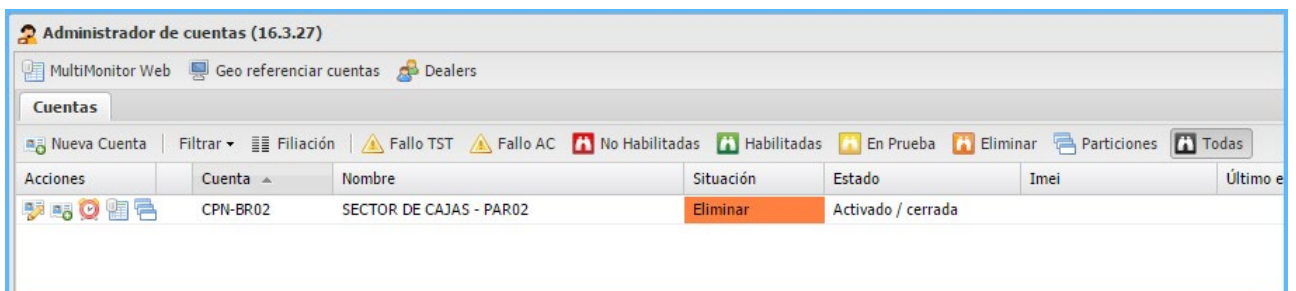 Administrador de cuentas (16.3.27)
MultiMonitor Web Geo referenciar cuentas Dealers
Cuentas
Nueva Cuenta Filtrar Filiación Fallo TST Fallo AC No Habilitadas Habilitadas En Prueba Eliminar Particiones Todas
Acciones Cuenta Nombre Situación Estado Imei Último e
CPN-BR02 SECTOR DE CAJAS - PAR02 Eliminar Activado / cerrada